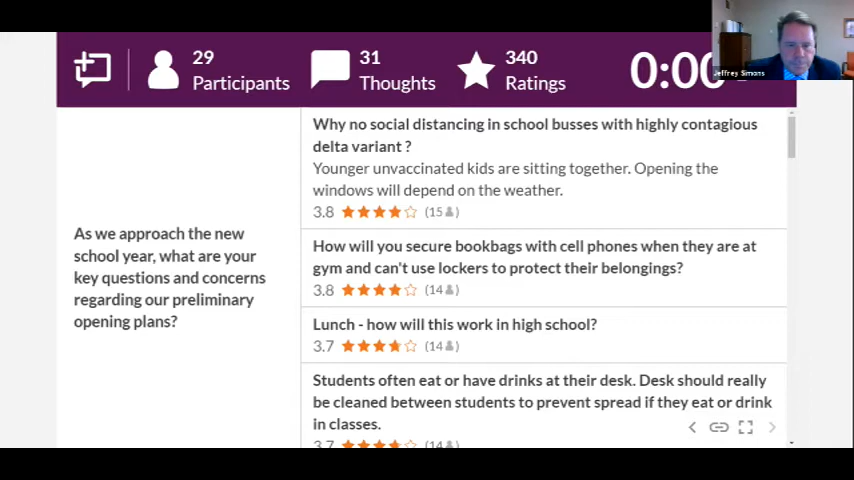 29
Participants
31
Thoughts
340
Ratings
0:00
Jeffrey Simons
As we approach the new
school year, what are your
key questions and concerns
regarding our preliminary
opening plans?
Why no social distancing in school busses with highly contagious
delta variant ?
Younger unvaccinated kids are sitting together. Opening the
windows will depend on the weather.
3.8 (15)
How will you secure bookbags with cell phones when they are at
gym and can't use lockers to protect their belongings?
3.8 (14)
Lunch - how will this work in high school?
3.7 (14)
Students often eat or have drinks at their desk. Desk should really
be cleaned between students to prevent spread if they eat or drink
in classes.
3.7 (14)